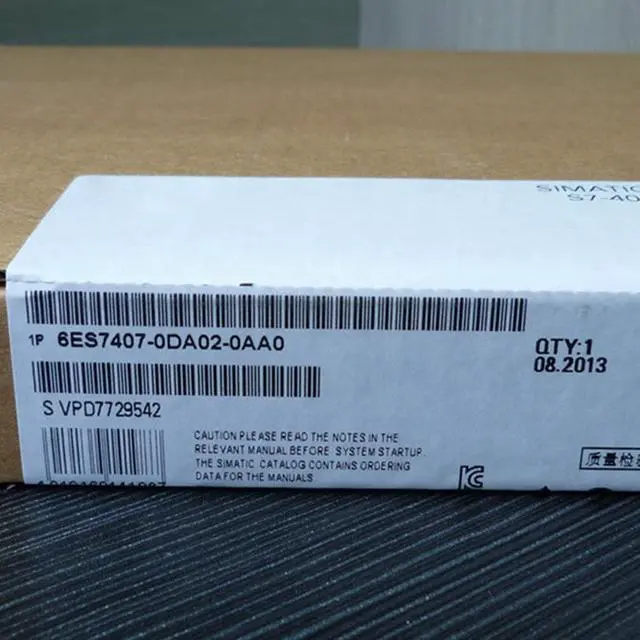 SIMATIC
S7-40
1P 6ES7407-0DA02-0AA0
QTY:1
08.2013
S VPD7729542
CAUTION PLEASE READ THE NOTES IN THE
RELEVANT MANUAL BEFORE SYSTEM STARTUP.
THE SIMATIC CATALOG CONTAINS ORDERING
DATA FOR THE MANUALS
质量检